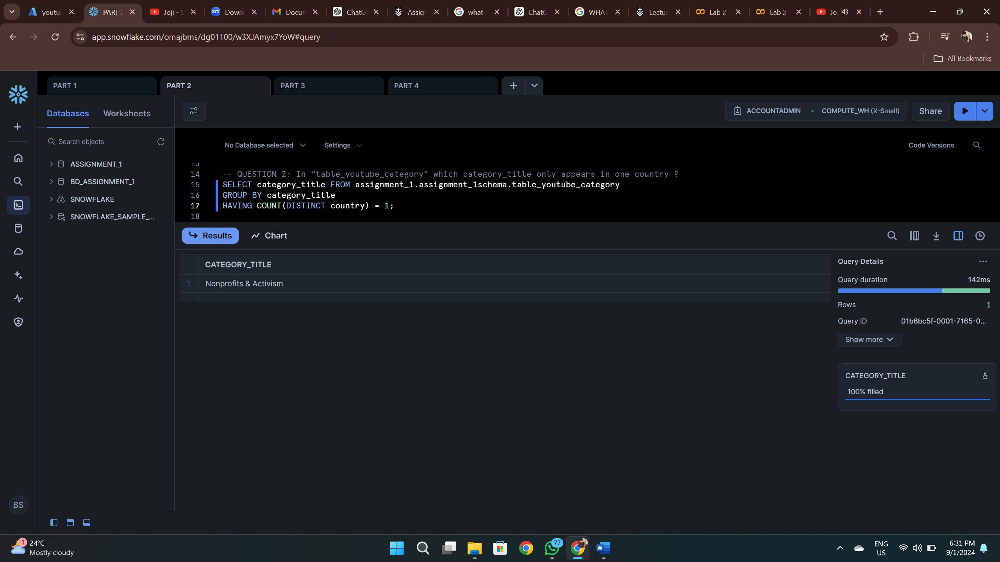 youtul
PART 2
Joji - S
zm
Downl
Docun
ChatG
Assign
what i
ChatG
WHAT
Lectur
Lab 2
Lab 2
Jo
app.snowflake.com/omajbms/dg01100/w3XJAmyx7YoW#query
All Bookmarks
PART 1
PART 2
PART 3
PART 4
Databases
Worksheets
ACCOUNTADMIN
COMPUTE_WH (X-Small)
Share
Search objects
ASSIGNMENT_1
BD_ASSIGNMENT_1
SNOWFLAKE
SNOWFLAKE_SAMPLE_...
No Database selected
Settings
Code Versions
13
14 -- QUESTION 2: In “table_youtube_category” which category_title only appears in one country ?
15 SELECT category_title FROM assignment_1.assignment_1schema.table_youtube_category
16 GROUP BY category_title
17 HAVING COUNT(DISTINCT country) = 1;
18
Results
Chart
CATEGORY_TITLE
1 Nonprofits & Activism
Query Details
Query duration 142ms
Rows 1
Query ID 01b6bc5f-0001-7165-0...
Show more
CATEGORY_TITLE A
100% filled
BS
1
24°C
Mostly cloudy
77
W
ENG
US
6:31 PM
9/1/2024